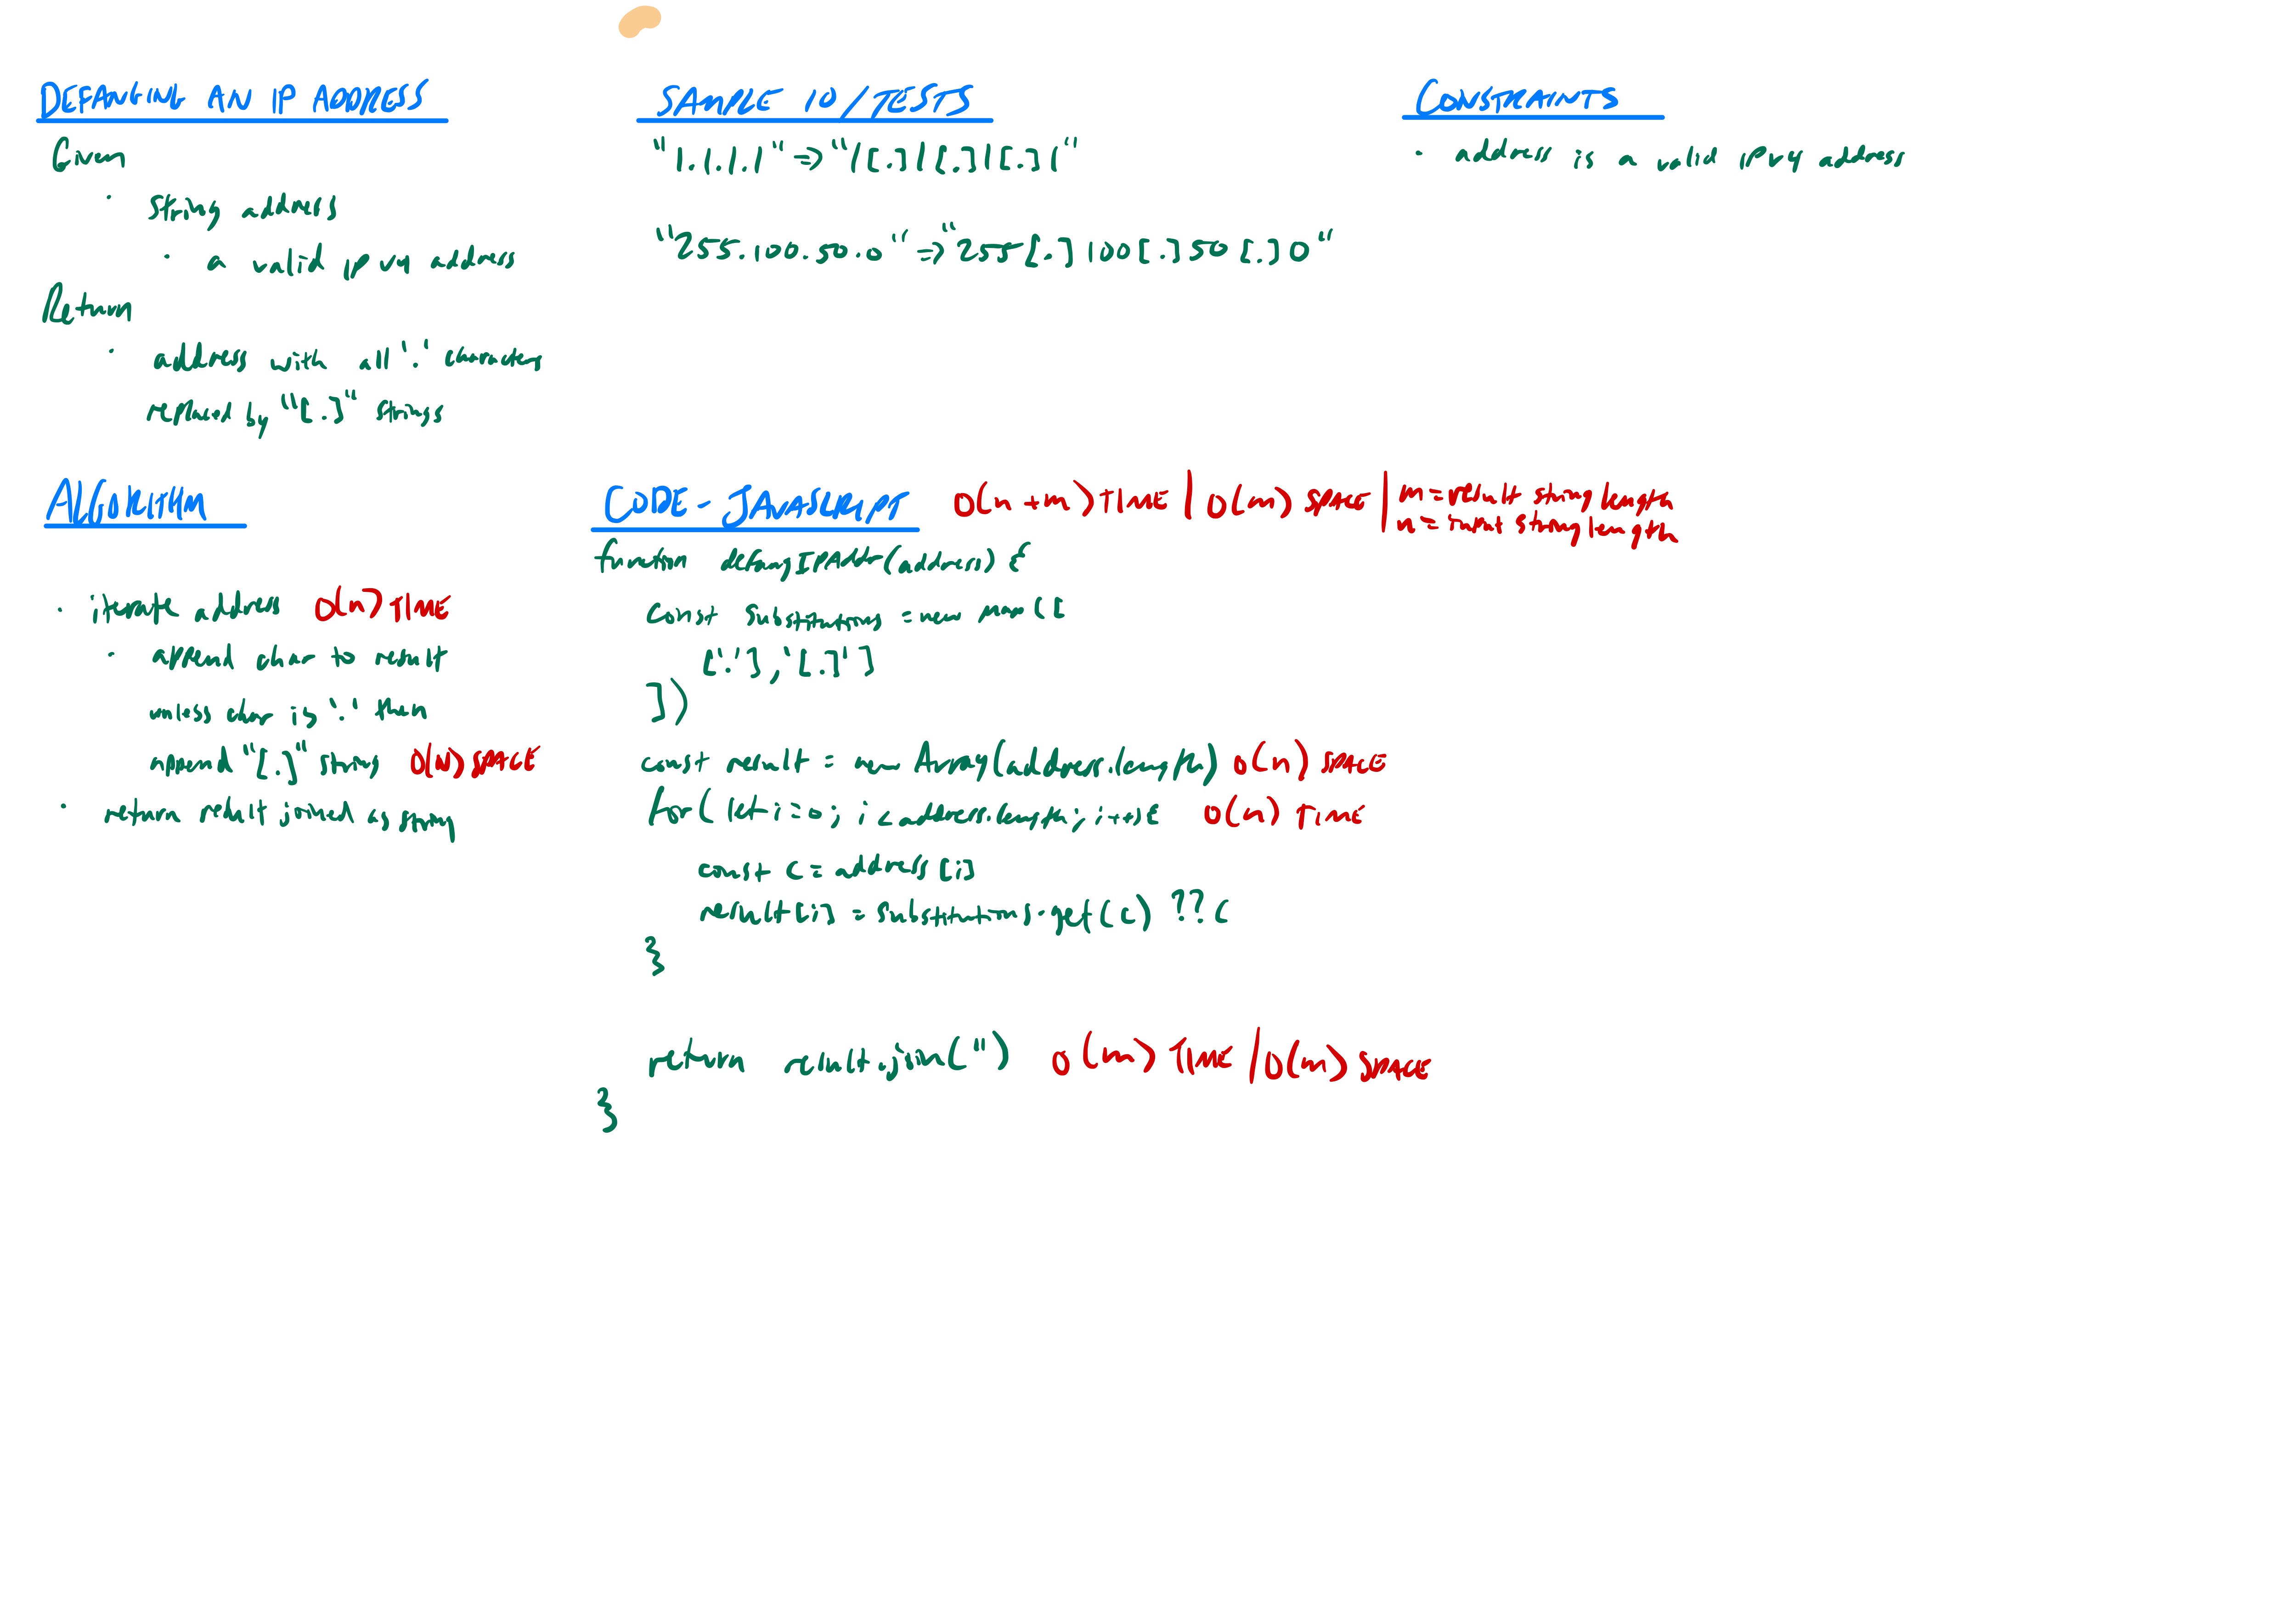 DEFANGING AN IP ADDRESS
Given
· string address
· a valid IPv4 address
Return
· address with all '.' characters
replaced by "[.]" strings
SAMPLE IO/TESTS
"1.1.1.1" => "1[.]1[.]1[.]1"
"255.100.50.0" => "255[.]100[.]50[.]0"
CONSTRAINTS
· address is a valid IPv4 address
ALGORITHM
· iterate address O(n) TIME
· append char to result
unless char is '.' then
append "[.]" string O(N) SPACE
· return result joined as string
CODE - JAVASCRIPT O(n+m) TIME | O(m) SPACE | m = result string length
n = input string length
function defangIPAddr(address) {
const substitutions = new Map([
['.'], '[.]']
])
const result = new Array(address.length) O(n) SPACE
for( let i=0; i < address.length; i++){ O(n) TIME
const c = address[i]
result[i] = substitutions.get(c) ?? c
}
return result.join('') O(m) TIME | O(m) SPACE
}